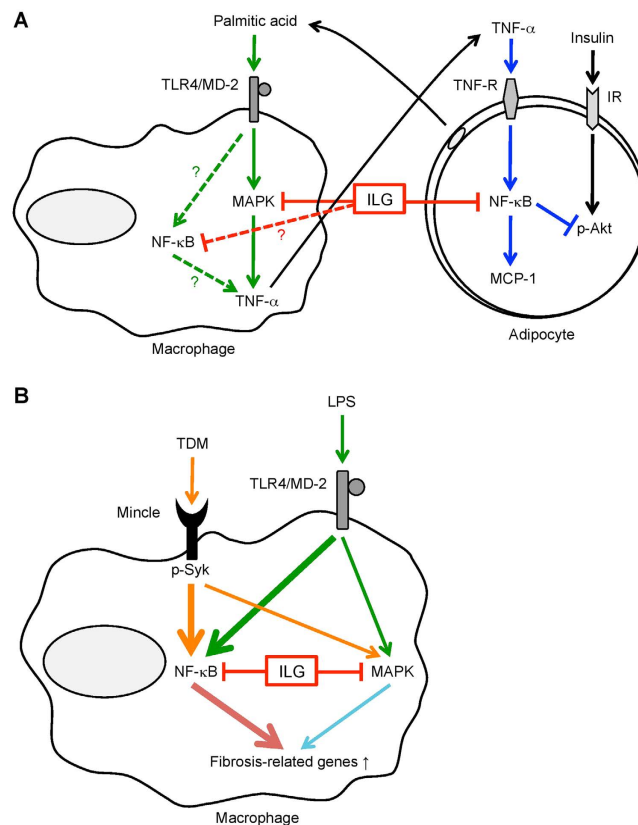 A
Palmitic acid
TNF-α
Insulin
TLR4/MD-2
TNF-R
IR
?
MAPK
ILG
NF-κB
p-Akt
NF-κB
?
?
TNF-α
MCP-1
Macrophage
Adipocyte
B
LPS
TDM
TLR4/MD-2
Mincle
p-Syk
NF-κB
ILG
MAPK
Fibrosis-related genes ↑
Macrophage